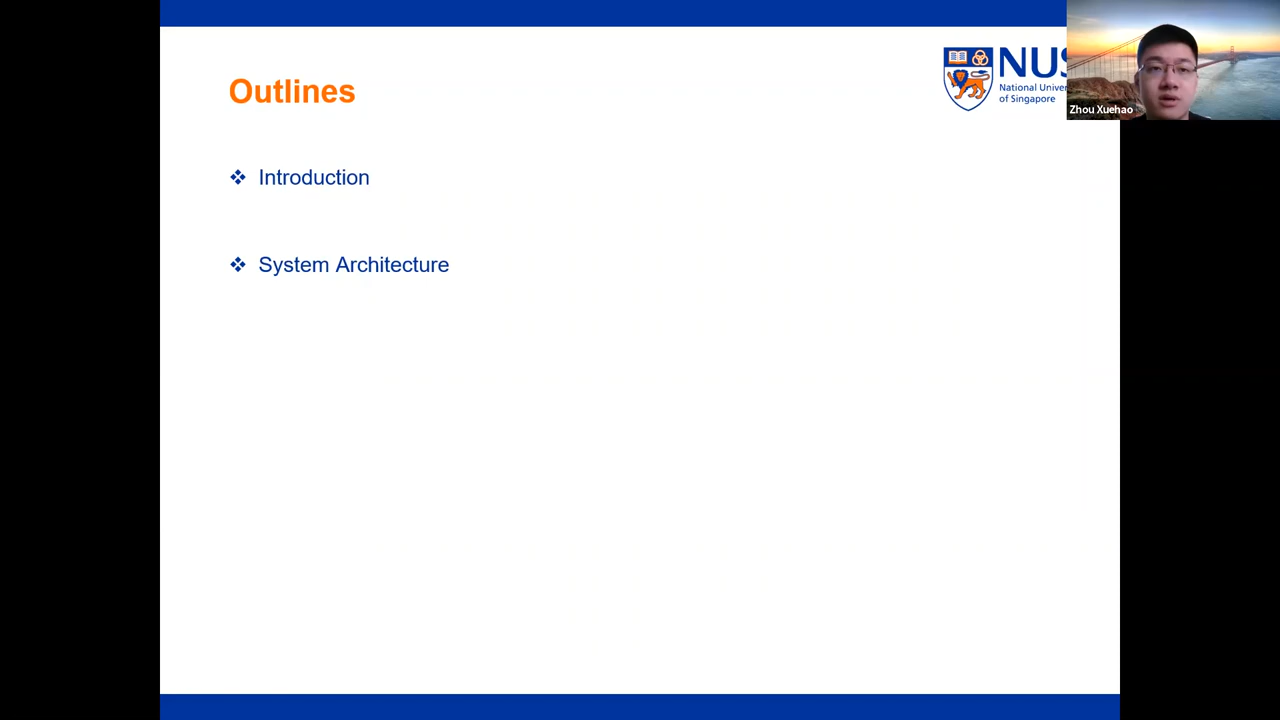 Outlines
NUS
National Univer
of Singapore
Zhou Xuehao
❖ Introduction
❖ System Architecture